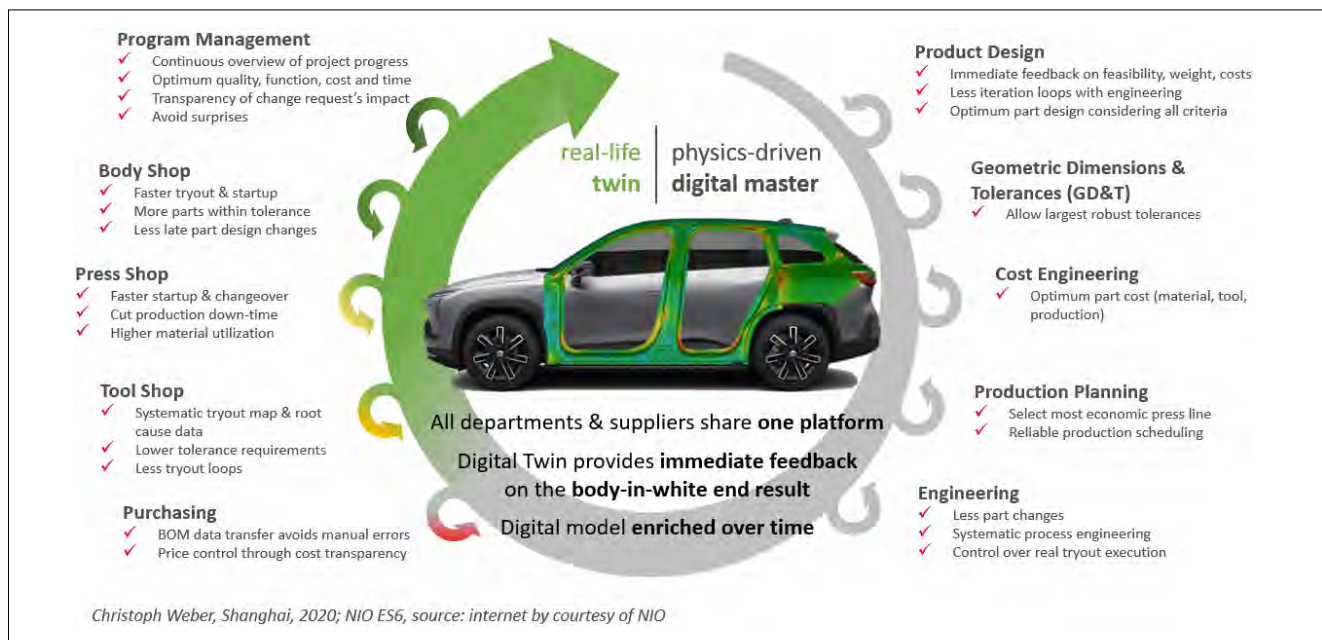 Program Management
Continuous overview of project progress
Optimum quality, function, cost and time
Transparency of change request's impact
Avoid surprises
Body Shop
Faster tryout & startup
More parts within tolerance
Less late part design changes
Press Shop
Faster startup & changeover
Cut production down-time
Higher material utilization
Tool Shop
Systematic tryout map & root
cause data
Lower tolerance requirements
Less tryout loops
Purchasing
BOM data transfer avoids manual errors
Price control through cost transparency
real-life
twin
physics-driven
digital master
All departments & suppliers share one platform
Digital Twin provides immediate feedback
on the body-in-white end result
Digital model enriched over time
Product Design
Immediate feedback on feasibility, weight, costs
Less iteration loops with engineering
Optimum part design considering all criteria
Geometric Dimensions &
Tolerances (GD&T)
Allow largest robust tolerances
Cost Engineering
Optimum part cost (material, tool,
production)
Production Planning
Select most economic press line
Reliable production scheduling
Engineering
Less part changes
Systematic process engineering
Control over real tryout execution
Christoph Weber, Shanghai, 2020; NIO ES6, source: internet by courtesy of NIO